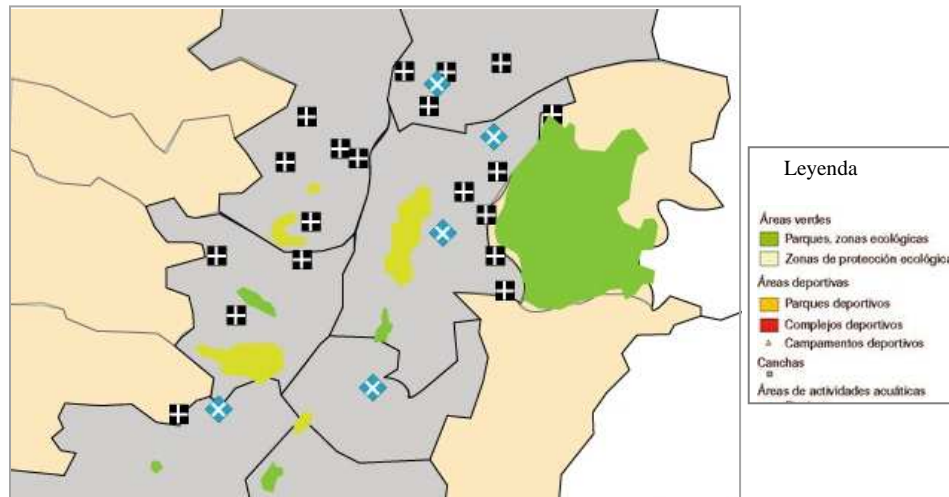 Leyenda
Áreas verdes
Parques, zonas ecológicas
Zonas de protección ecológica
Áreas deportivas
Parques deportivos
Complejos deportivos
Campamentos deportivos
Canchas
Áreas de actividades acuáticas